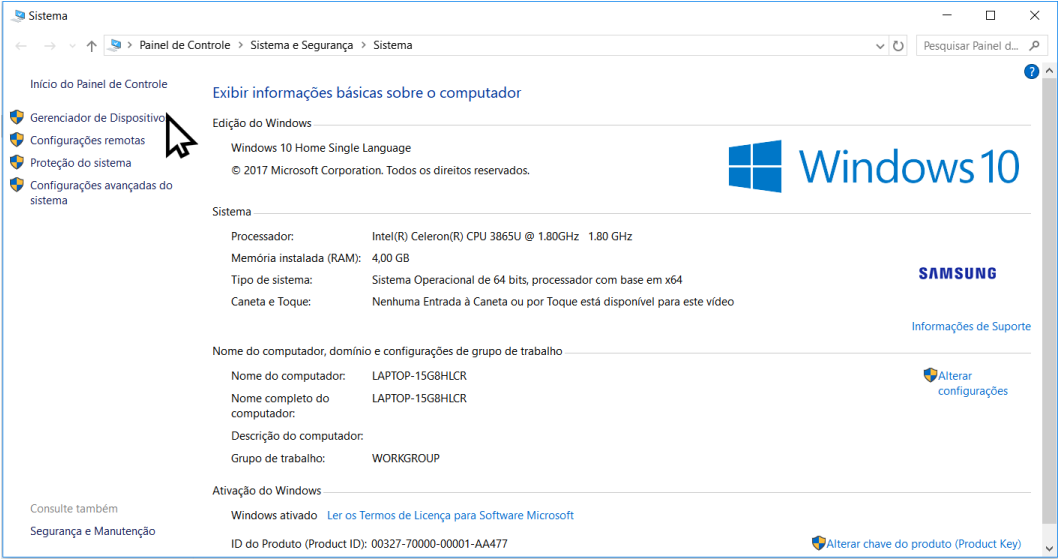 Sistema
Painel de Controle > Sistema e Segurança > Sistema
Pesquisar Painel d...
Início do Painel de Controle
Gerenciador de Dispositivo
Configurações remotas
Proteção do sistema
Configurações avançadas do
sistema
Exibir informações básicas sobre o computador
Edição do Windows
Windows 10 Home Single Language
© 2017 Microsoft Corporation. Todos os direitos reservados.
Windows 10
Sistema
Processador: Intel(R) Celeron(R) CPU 3865U @ 1.80GHz 1.80 GHz
Memória instalada (RAM): 4,00 GB
Tipo de sistema: Sistema Operacional de 64 bits, processador com base em x64
Caneta e Toque: Nenhuma Entrada à Caneta ou por Toque está disponível para este vídeo
SAMSUNG
Informações de Suporte
Nome do computador, domínio e configurações de grupo de trabalho
Nome do computador: LAPTOP-15G8HLCR
Nome completo do
computador: LAPTOP-15G8HLCR
Descrição do computador:
Grupo de trabalho: WORKGROUP
Alterar
configurações
Ativação do Windows
Windows ativado Ler os Termos de Licença para Software Microsoft
ID do Produto (Product ID): 00327-70000-00001-AA477
Alterar chave do produto (Product Key)
Consulte também
Segurança e Manutenção